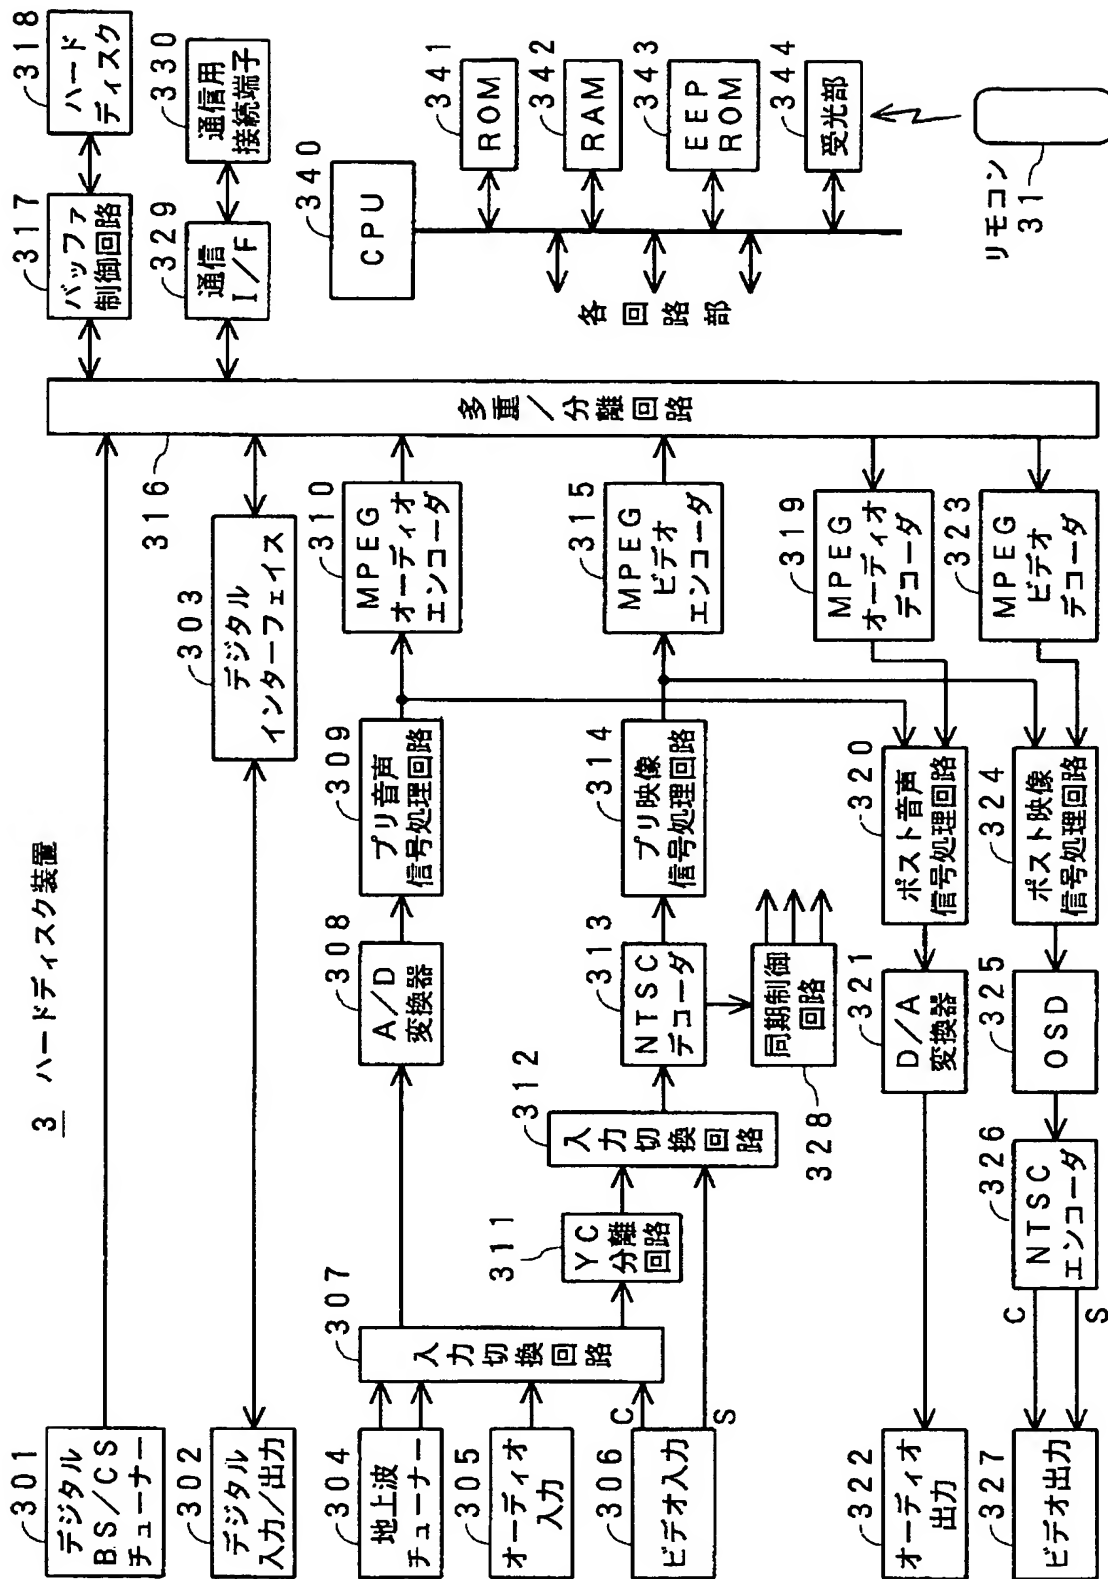 3 ハードディスク装置
301
デジタル
BS/CS
チューナー
302
デジタル
入力/出力
303
デジタル
インターフェイス
304
地上波
チューナー
305
オーディオ
入力
306
ビデオ入力
C
S
307
入力切換回路
308
A/D
変換器
309
プリ音声
信号処理回路
310
MPEG
オーディオ
エンコーダ
311
YC
分離
回路
312
入力切換回路
313
NTSC
デコーダ
314
プリ映像
信号処理回路
315
MPEG
ビデオ
エンコーダ
316
多重/分離回路
317
バッファ
制御回路
318
ハード
ディスク
329
通信
I/F
330
通信用
接続端子
328
同期制御
回路
319
MPEG
オーディオ
デコーダ
320
ポスト音声
信号処理回路
321
D/A
変換器
322
オーディオ
出力
323
MPEG
ビデオ
デコーダ
324
ポスト映像
信号処理回路
325
OSD
326
NTSC
エンコーダ
C
S
327
ビデオ出力
340
CPU
341
ROM
342
RAM
343
EEP
ROM
344
受光部
各回路部
リモコン
31